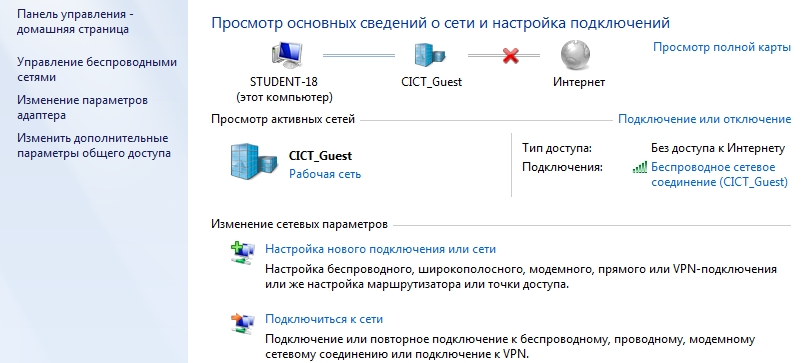 Панель управления -
домашняя страница
Управление беспроводными
сетями
Изменение параметров
адаптера
Изменить дополнительные
параметры общего доступа
Просмотр основных сведений о сети и настройка подключений
Просмотр полной карты
STUDENT-18
(этот компьютер)
CICT_Guest
Интернет
Просмотр активных сетей
Подключение или отключение
CICT_Guest
Рабочая сеть
Тип доступа: Без доступа к Интернету
Подключения: Беспроводное сетевое
соединение (CICT_Guest)
Изменение сетевых параметров
Настройка нового подключения или сети
Настройка беспроводного, широкополосного, модемного, прямого или VPN-подключения
или же настройка маршрутизатора или точки доступа.
Подключиться к сети
Подключение или повторное подключение к беспроводному, проводному, модемному
сетевому соединению или подключение к VPN.